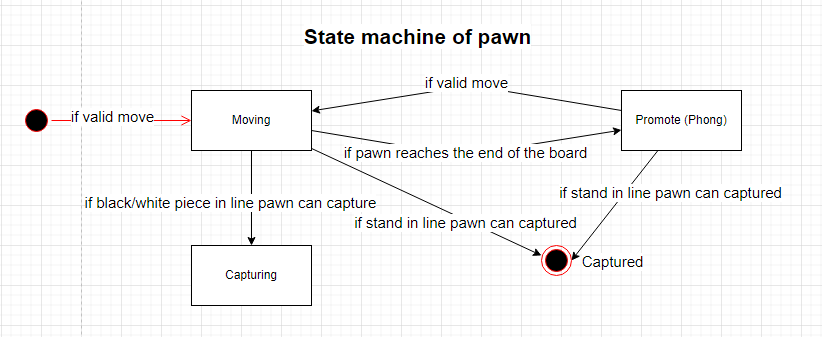 State machine of pawn
if valid move
if valid move
Moving
Promote (Phong)
if pawn reaches the end of the board
if stand in line pawn can captured
if black/white piece in line pawn can capture
if stand in line pawn can captured
Captured
Capturing